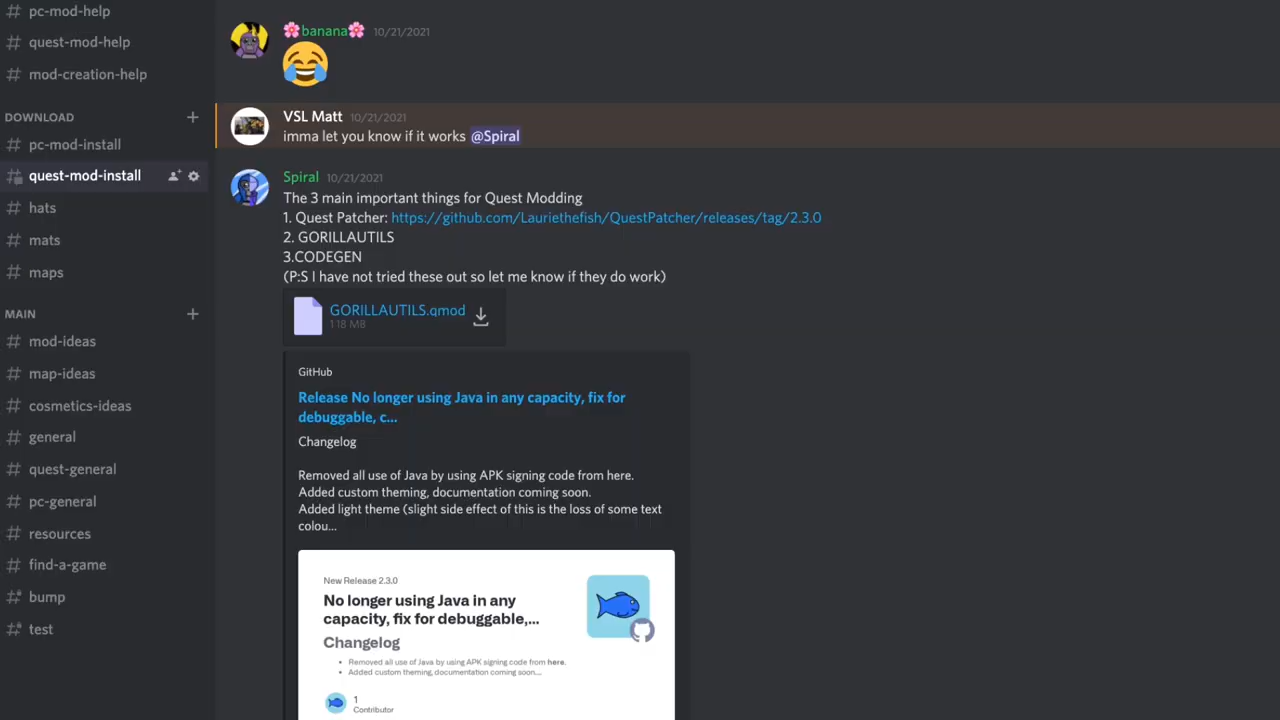 pc-mod-help
quest-mod-help
mod-creation-help
DOWNLOAD
pc-mod-install
quest-mod-install
hats
mats
maps
MAIN
mod-ideas
map-ideas
cosmetics-ideas
general
quest-general
pc-general
resources
find-a-game
bump
test
🌸banana🌸 10/21/2021
😂
VSL Matt 10/21/2021
imma let you know if it works @Spiral
Spiral 10/21/2021
The 3 main important things for Quest Modding
1. Quest Patcher: https://github.com/Lauriethefish/QuestPatcher/releases/tag/2.3.0
2. GORILLAUTILS
3.CODEGEN
(P:S I have not tried these out so let me know if they do work)
GORILLAUTILS.qmod
1.18 MB
GitHub
Release No longer using Java in any capacity, fix for
debuggable, c...
Changelog
Removed all use of Java by using APK signing code from here.
Added custom theming, documentation coming soon.
Added light theme (slight side effect of this is the loss of some text
colou...
New Release 2.3.0
No longer using Java in any
capacity, fix for debuggable,...
Changelog
• Removed all use of Java by using APK signing code from here.
• Added custom theming, documentation coming soon....
1
Contributor